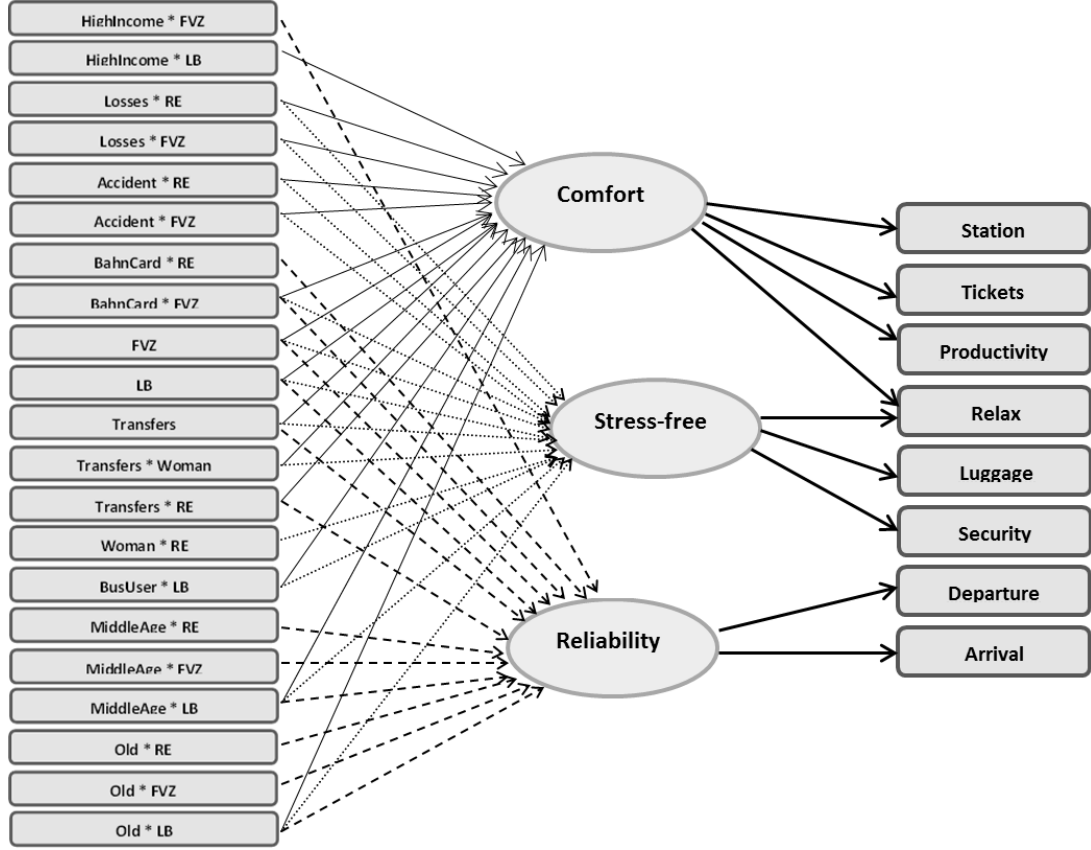 HighIncome * FVZ
HighIncome * LB
Losses * RE
Losses * FVZ
Accident * RE
Accident * FVZ
BahnCard * RE
BahnCard * FVZ
FVZ
LB
Transfers
Transfers * Woman
Transfers * RE
Woman * RE
BusUser * LB
MiddleAge * RE
MiddleAge * FVZ
MiddleAge * LB
Old * RE
Old * FVZ
Old * LB
Comfort
Stress-free
Reliability
Station
Tickets
Productivity
Relax
Luggage
Security
Departure
Arrival